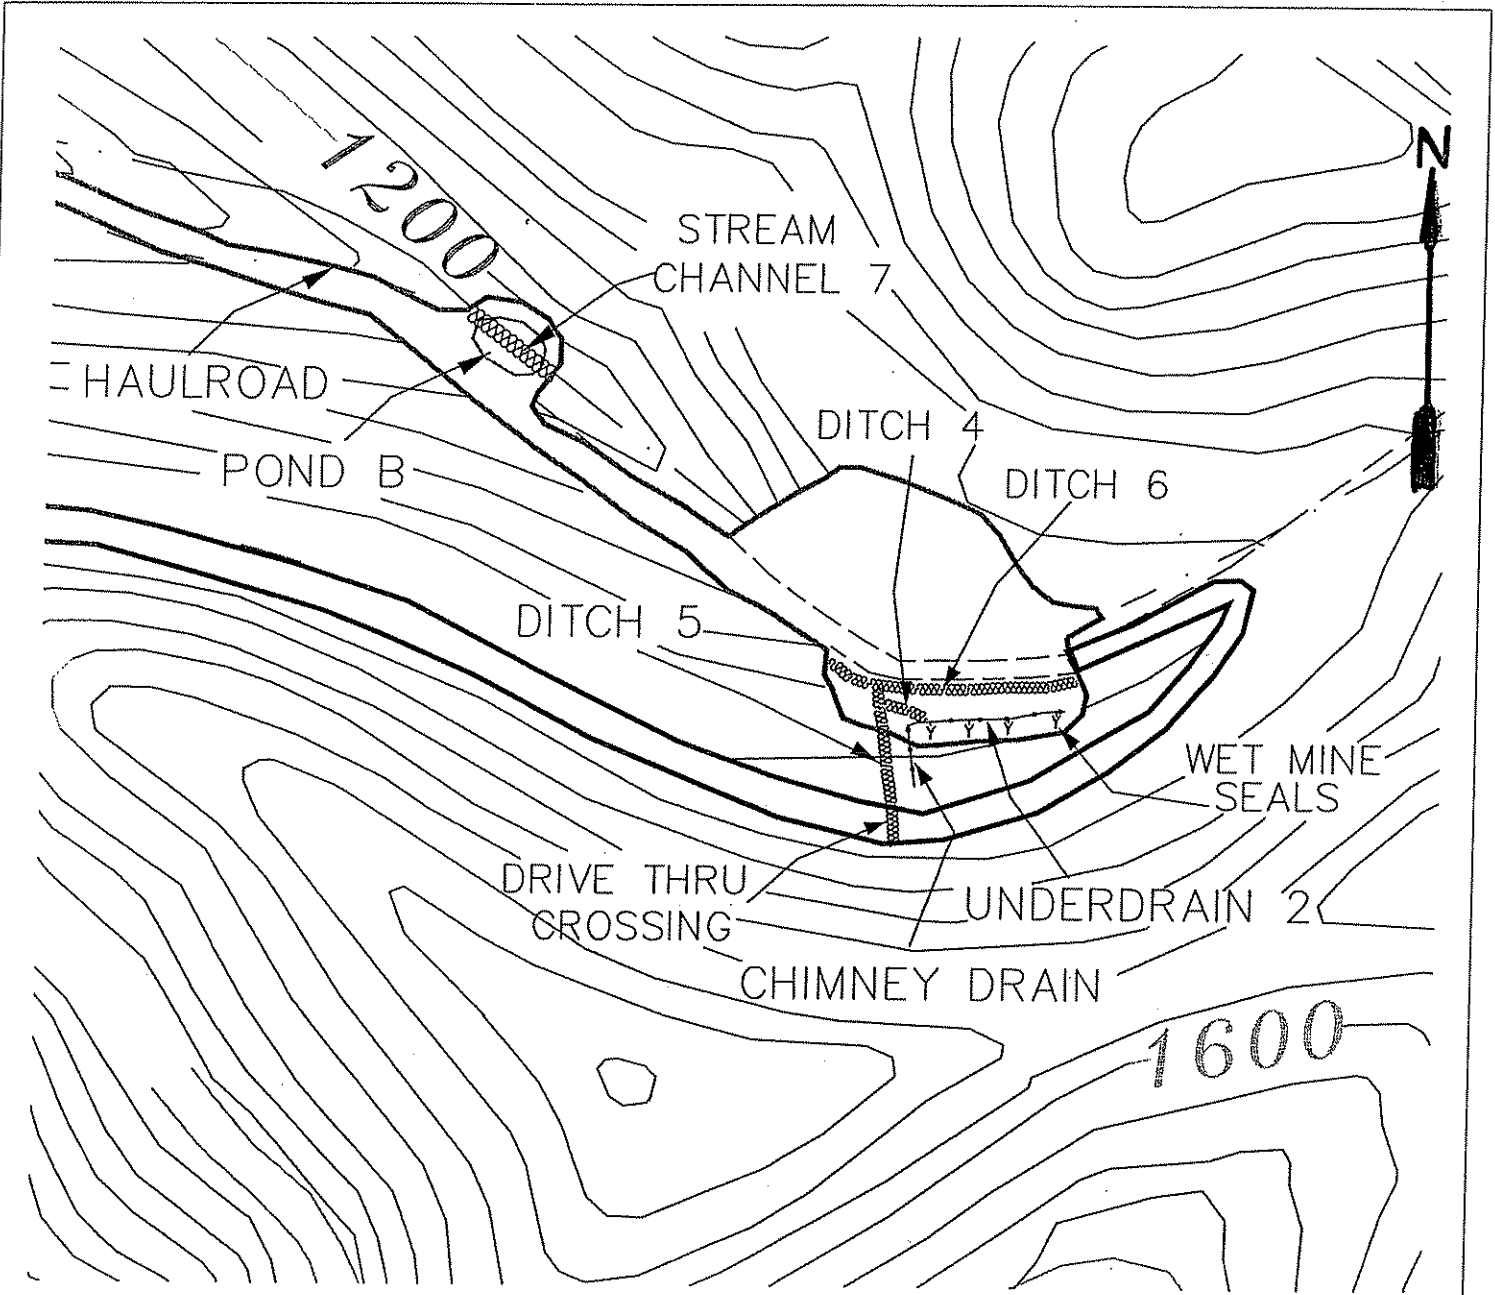 N
1200
STREAM
CHANNEL 7
HAULROAD
POND B
DITCH 4
DITCH 6
DITCH 5
Y Y Y Y
WET MINE
SEALS
DRIVE THRU
CROSSING
UNDERDRAIN 2
CHIMNEY DRAIN
1600